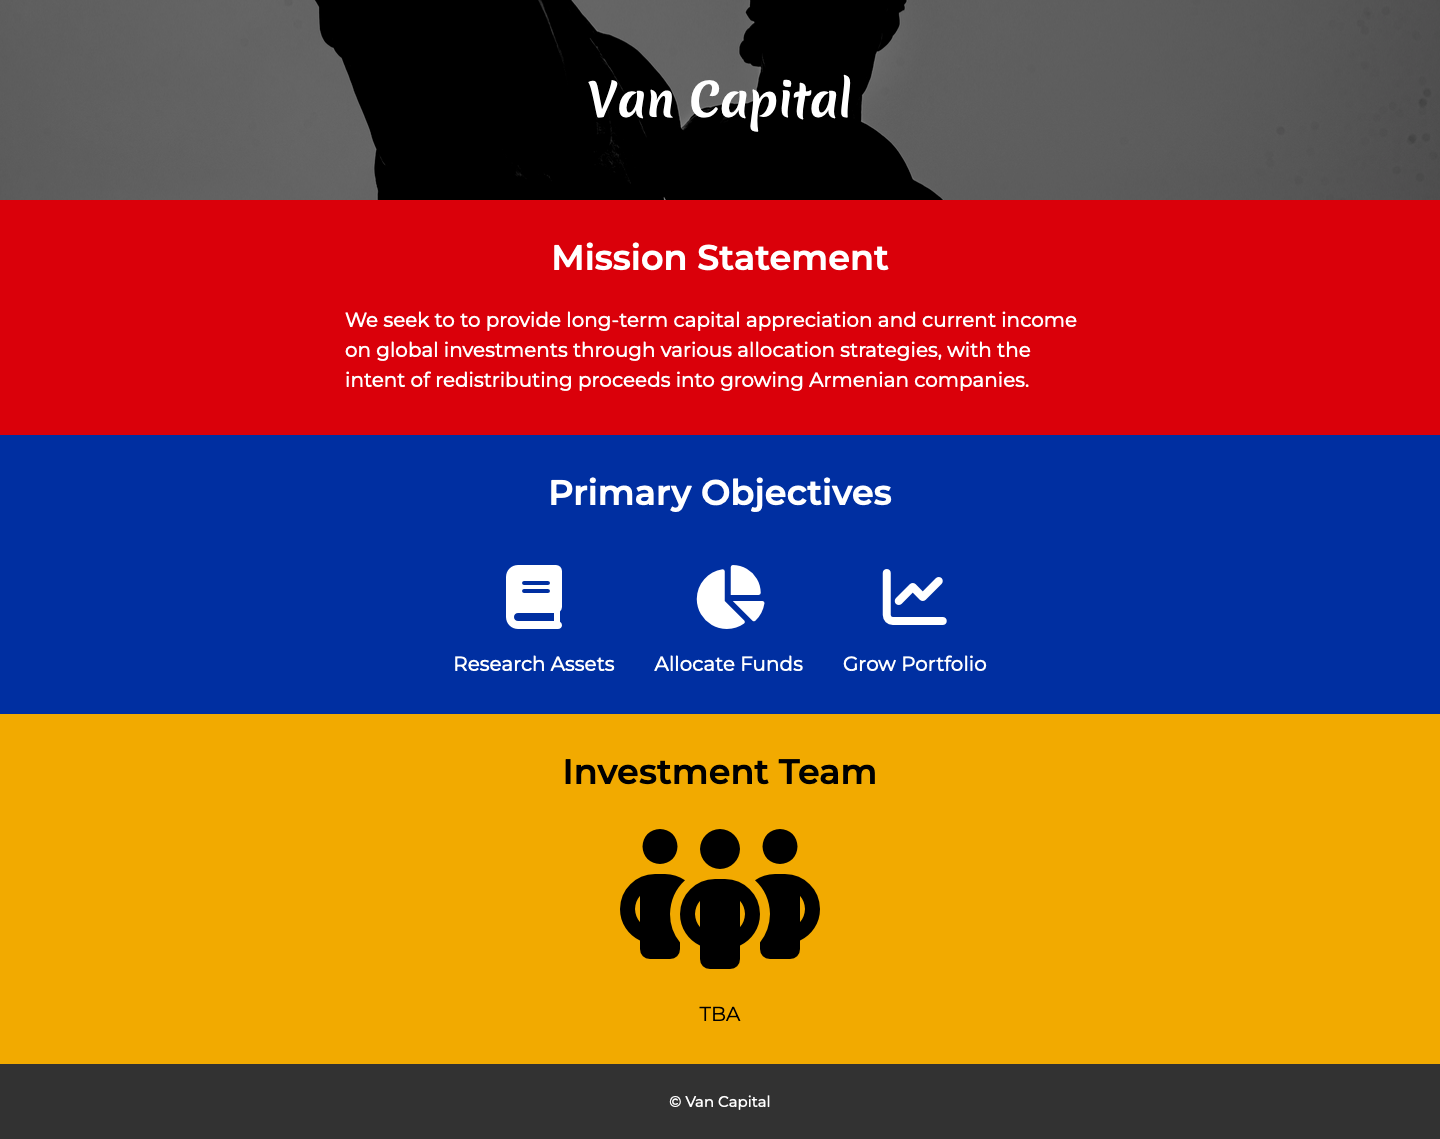 Van Capital
Mission Statement
We seek to to provide long-term capital appreciation and current income
on global investments through various allocation strategies, with the
intent of redistributing proceeds into growing Armenian companies.
Primary Objectives
Research Assets
Allocate Funds
Grow Portfolio
Investment Team
TBA
© Van Capital